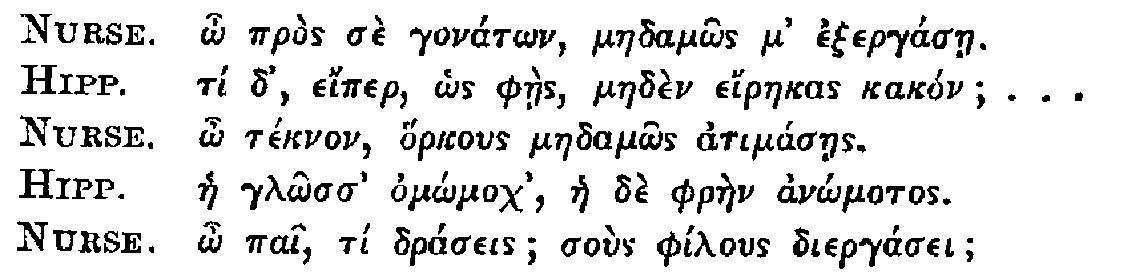 NURSE. ὦ πρὸς σὲ γονάτων, μηδαμῶς μ' ἐξεργάσῃ.
HIPP. τί δ', εἴπερ, ὡς φῂς, μηδὲν εἴρηκας κακόν; . . .
NURSE. ὦ τέκνον, ὅρκους μηδαμῶς ἀτιμάσῃς.
HIPP. ἡ γλῶσσ' ὀμώμοχ', ἡ δὲ φρὴν ἀνώμοτος.
NURSE. ὦ παῖ, τί δράσεις; σοὺς φίλους διεργάσει;